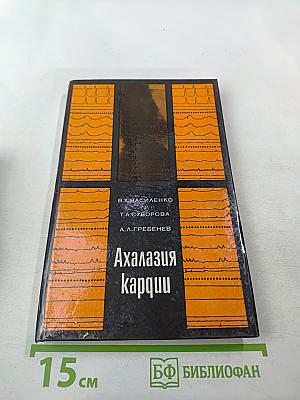 В.Х.ВАСИЛЕНКО
Т.А.СУВОРОВА
А.Л.ГРЕБЕНЕВ
Ахалазия
кардии
15 см
БФ БИБЛИОФАН